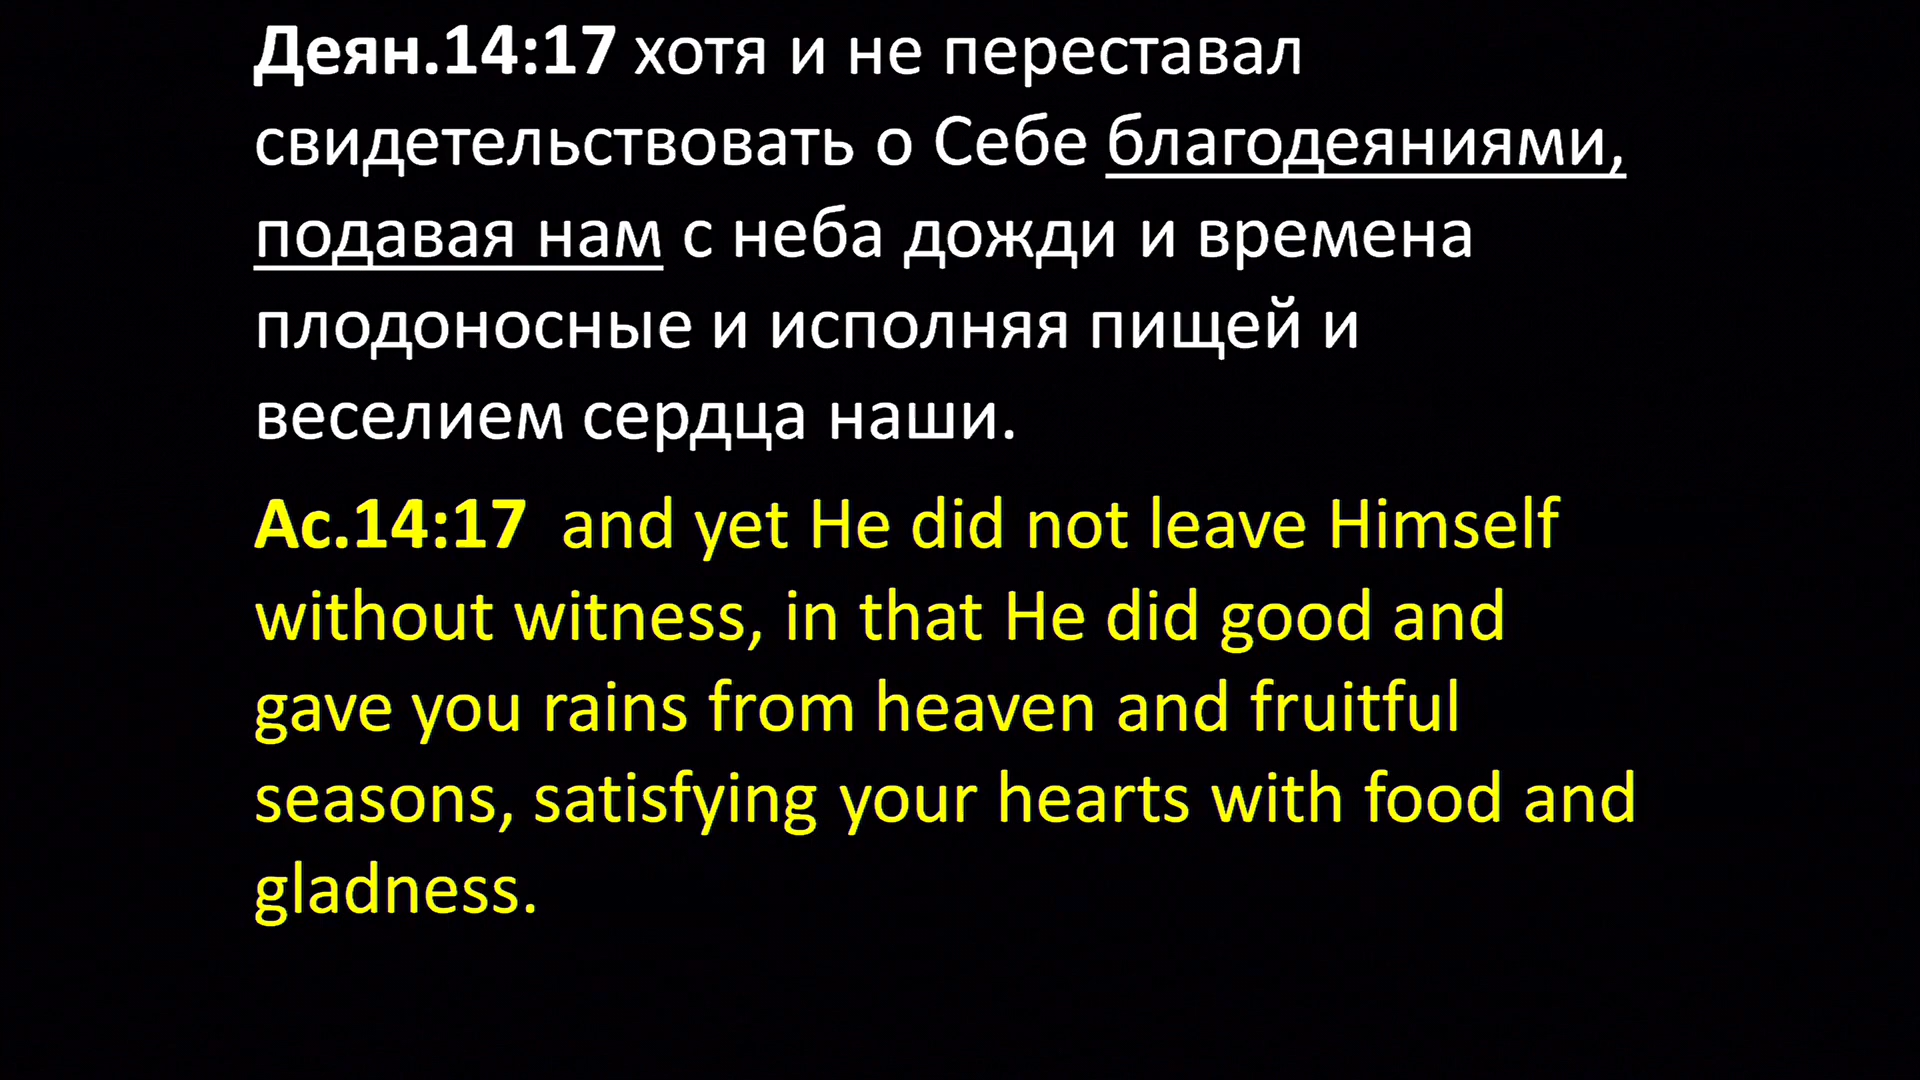 Деян.14:17 хотя и не переставал
свидетельствовать о Себе благодеяниями,
подавая нам с неба дожди и времена
плодоносные и исполняя пищей и
веселием сердца наши.
Ac.14:17  and yet He did not leave Himself
without witness, in that He did good and
gave you rains from heaven and fruitful
seasons, satisfying your hearts with food and
gladness.